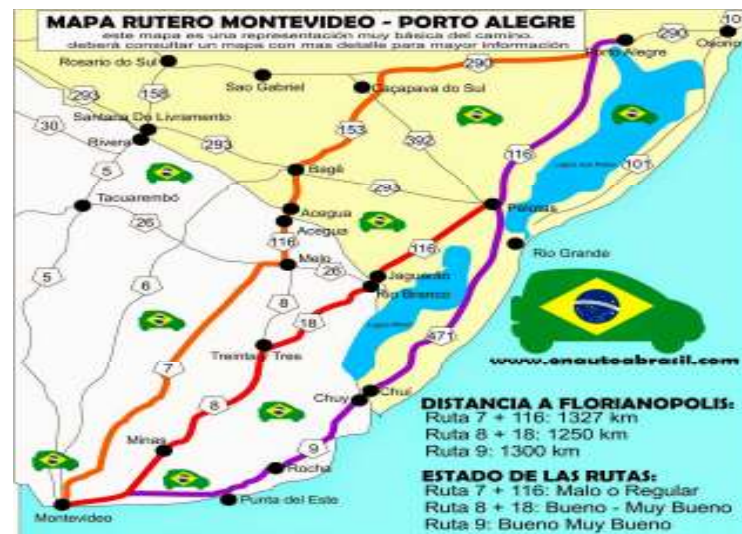 MAPA RUTERO MONTEVIDEO - PORTO ALEGRE
este mapa es una representación muy básica del camino.
deberá consultar un mapa con mas detalle para mayor información
Porto Alegre
290
Osorio
101
Rosario do Sul
290
Sao Gabriel
Caçapava do Sul
293
158
Santana Do Livramento
30
153
Rivera
293
392
116
5
Bagé
101
Tacuarembó
293
26
Acegua
Pelotas
Acegua
116
116
Rio Grande
5
6
Melo
26
Jaguarão
Rio Branco
8
18
471
www.enautoabrasil.com
7
Treinta y Tres
8
Chuy
Chui
DISTANCIA A FLORIANOPOLIS:
Ruta 7 + 116: 1327 km
Ruta 8 + 18: 1250 km
Ruta 9: 1300 km
Minas
9
Rocha
ESTADO DE LAS RUTAS:
Ruta 7 + 116: Malo o Regular
Ruta 8 + 18: Bueno - Muy Bueno
Ruta 9: Bueno Muy Bueno
Punta del Este
Montevideo